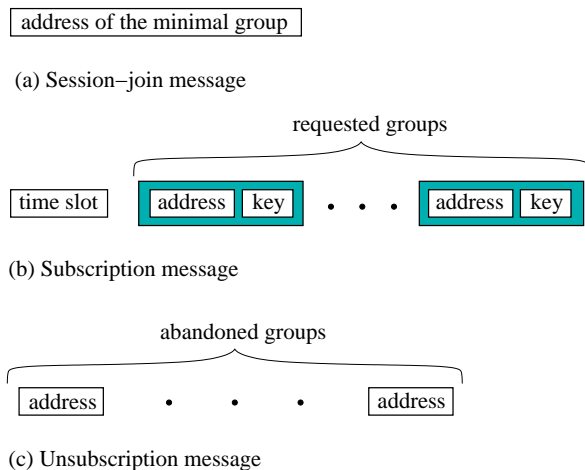 address of the minimal group
(a) Session−join message
requested groups
time slot address key . . . address key
(b) Subscription message
abandoned groups
address . . . address
(c) Unsubscription message